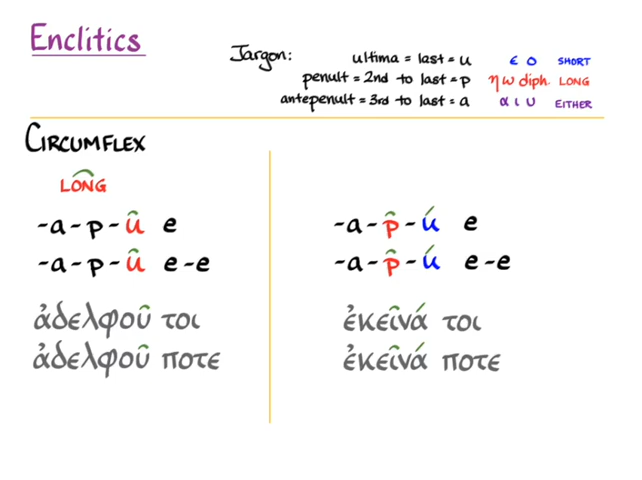 Enclitics
Jargon:
ultima = last = u
penult = 2nd to last = p
antepenult = 3rd to last = a
ε ο SHORT
η ω diph. LONG
α ι υ EITHER
CIRCUMFLEX
LONG
-a-p-û e
-a-p-û e-e
ἀδελφοῦ τοι
ἀδελφοῦ ποτε
-a-p̂-ú e
-a-p̂-ú e-e
ἐκεῖνά τοι
ἐκεῖνά ποτε